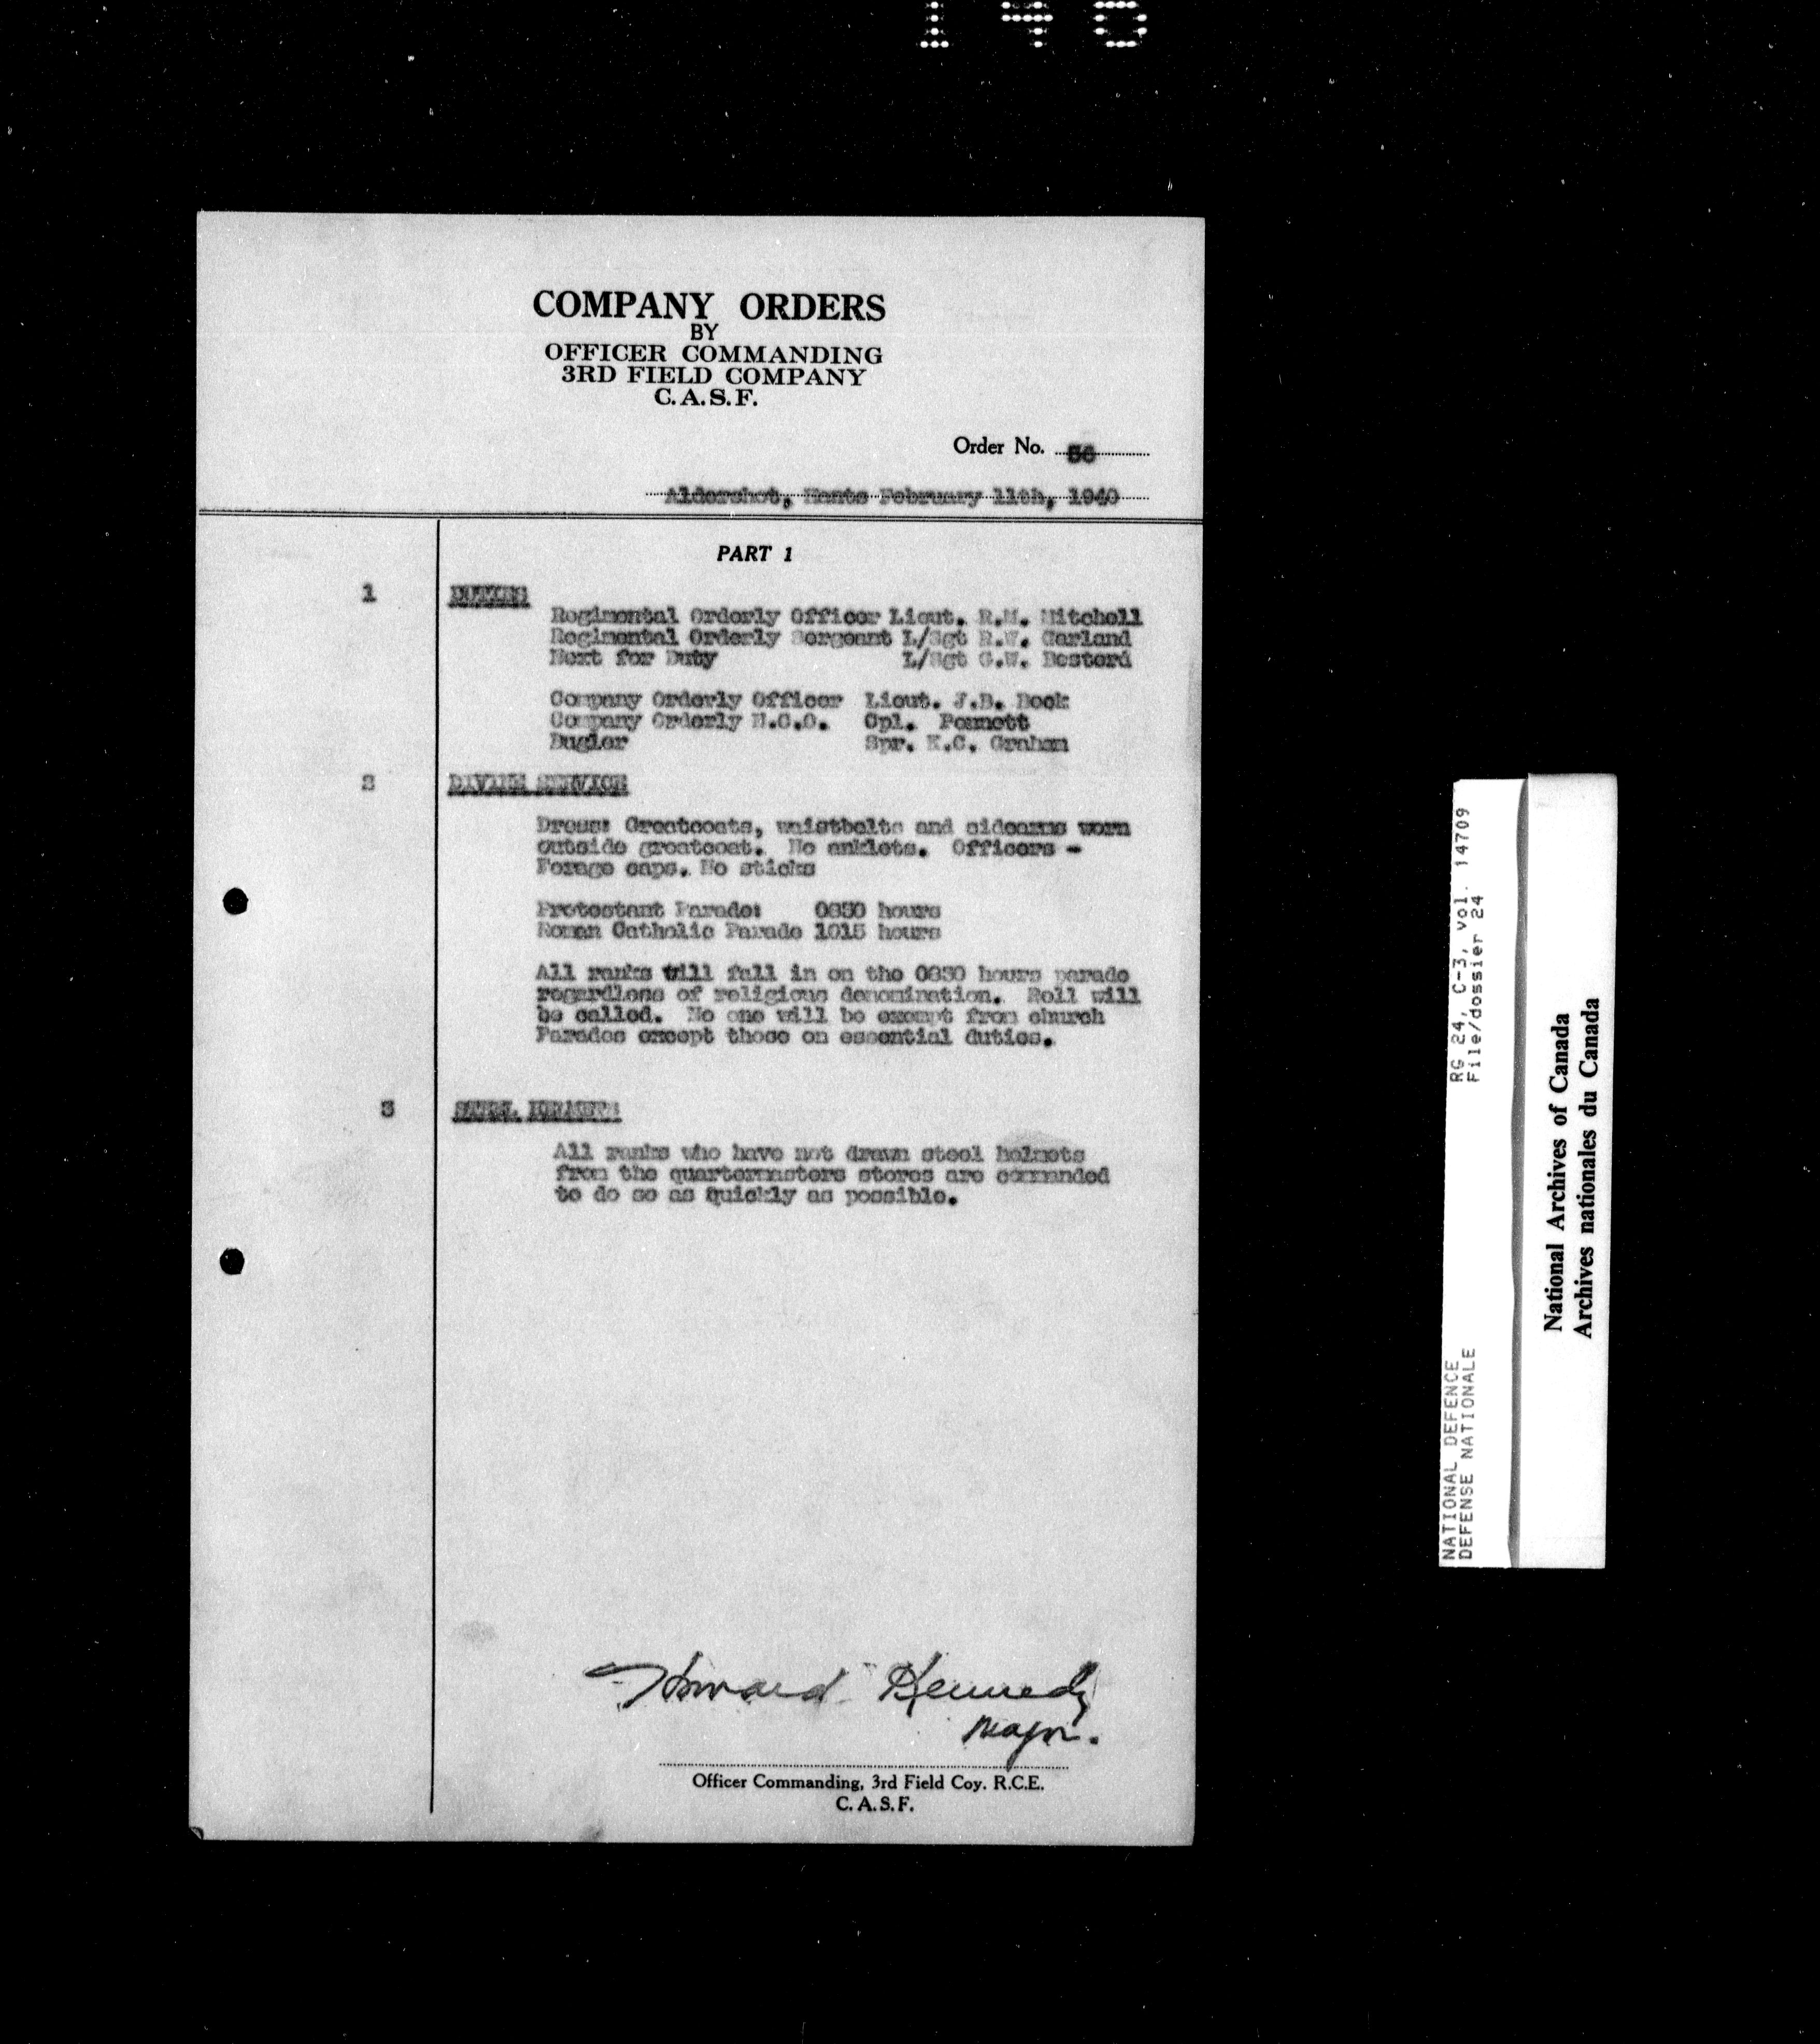 COMPANY ORDERS
BY
OFFICER COMMANDING
3RD FIELD COMPANY
C.A.S.F.
Order No.
Aldershot, Hants February 11th, 1940
PART 1
1 DUTIES
Regimental Orderly Officer Lieut. R.M. Mitchell
Regimental Orderly Sergeant L/Sgt R.W. Garland
Next for Duty L/Sgt G.W.
Company Orderly Officer Lieut. J.B.
Company Orderly N.C.O. Cpl.
Bugler Spr. K.C. Graham
2 DIVINE SERVICE
Dress: Greatcoats, waistbelts and sidearms worn
outside greatcoat. No anklets. Officers -
Forage caps. No sticks
Protestant Parade: 0830 hours
Roman Catholic Parade 1015 hours
All ranks will fall in on the 0830 hours parade
regardless of religious denomination. Roll will
be called. No one will be exempt from church
Parades except those on essential duties.
3 STEEL HELMETS
All ranks who have not drawn steel helmets
from the quartermasters stores are commanded
to do so as quickly as possible.
Howard Kennedy
Major.
Officer Commanding, 3rd Field Coy. R.C.E.
C.A.S.F.
NATIONAL DEFENCE RG 24, C-3, vol. 14709
DEFENSE NATIONALE File/dossier 24
National Archives of Canada
Archives nationales du Canada